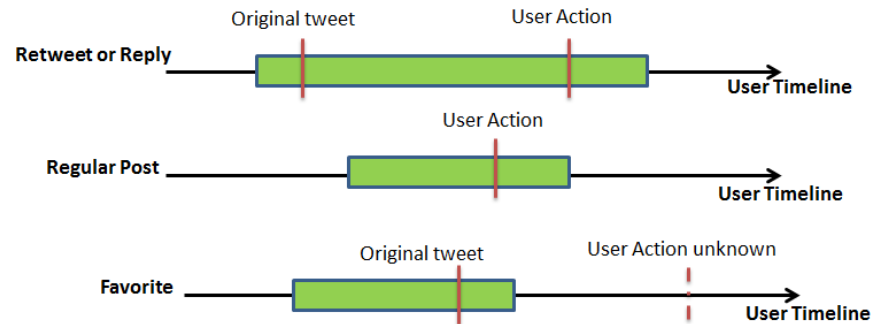 Original tweet
User Action
Retweet or Reply
User Timeline
User Action
Regular Post
User Timeline
Original tweet
User Action unknown
Favorite
User Timeline